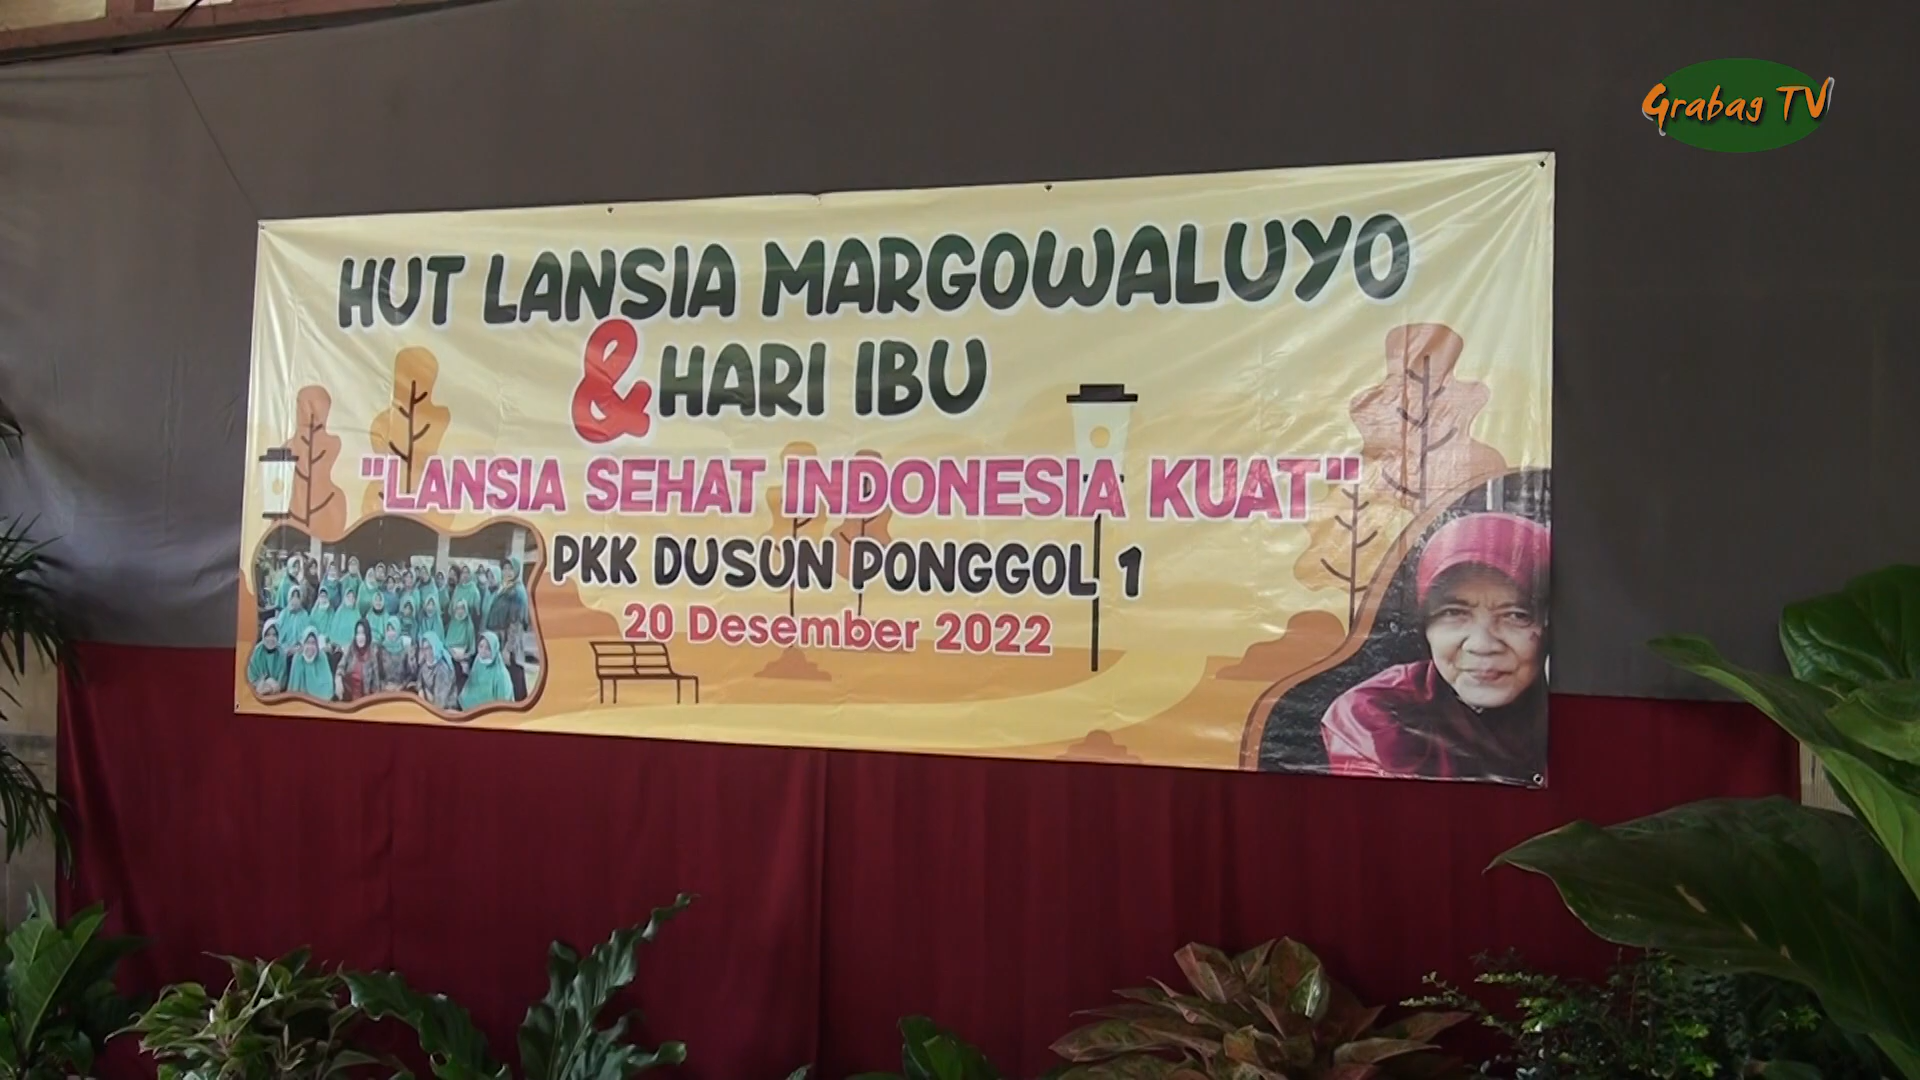 Grabag TV
HUT LANSIA MARGOWALUYO
& HARI IBU
"LANSIA SEHAT INDONESIA KUAT"
PKK DUSUN PONGGOL 1
20 Desember 2022